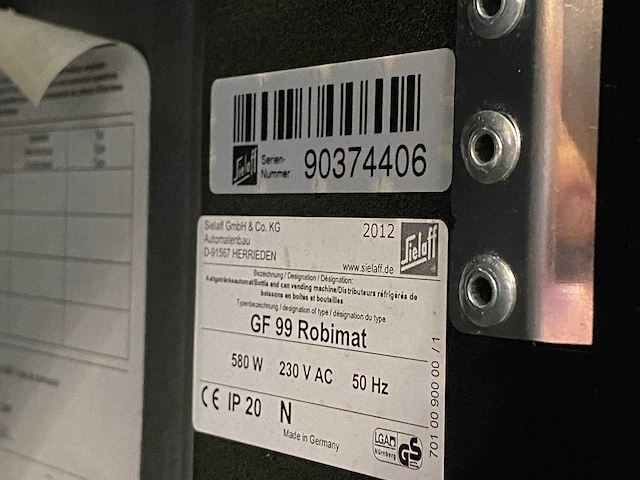 Sielaff
Serien-
Nummer
90374406
Sielaff GmbH & Co. KG
Automatenbau
D-91567 HERRIEDEN
2012
Sielaff
www.sielaff.de
Bezeichnung / Designation / Désignation:
Kaltgetränkeautomat/Bottle and can vending machine/Distributeurs réfrigérés de
boissons en boites et bouteilles
Typenbezeichnung / designation of type / désignation du type
GF 99 Robimat
580 W 230 V AC 50 Hz
CE IP 20 N
Made in Germany
LGA
Nürnberg
GS
701 00 900 00 / 1